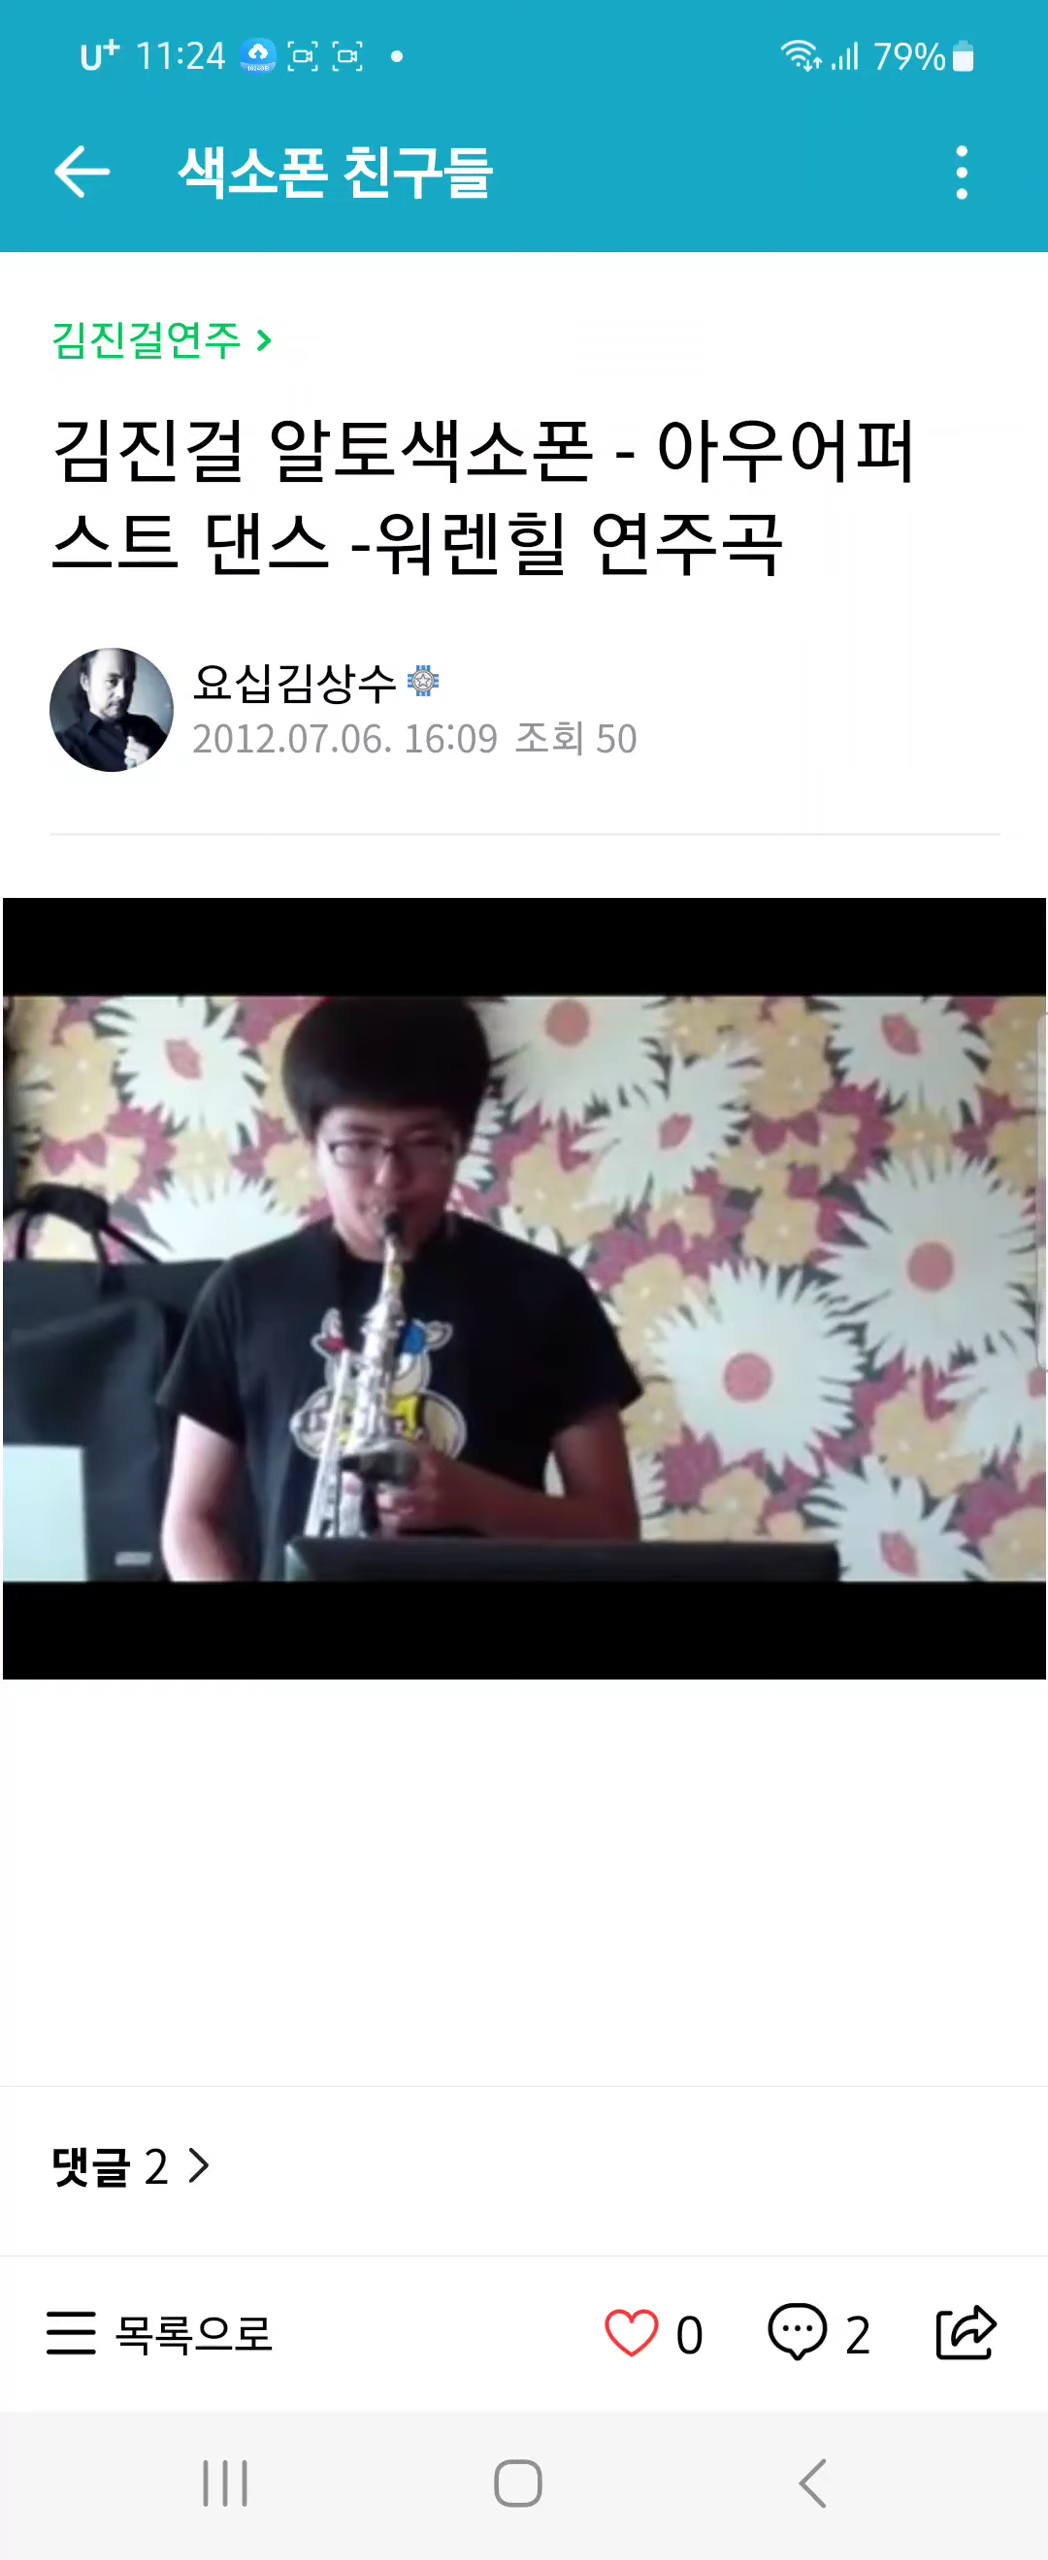 U+ 11:24 79%
색소폰 친구들
김진걸연주 >
김진걸 알토색소폰 - 아우어퍼
스트 댄스 -워렌힐 연주곡
요십김상수
2012.07.06. 16:09 조회 50
댓글 2 >
목록으로 0 2